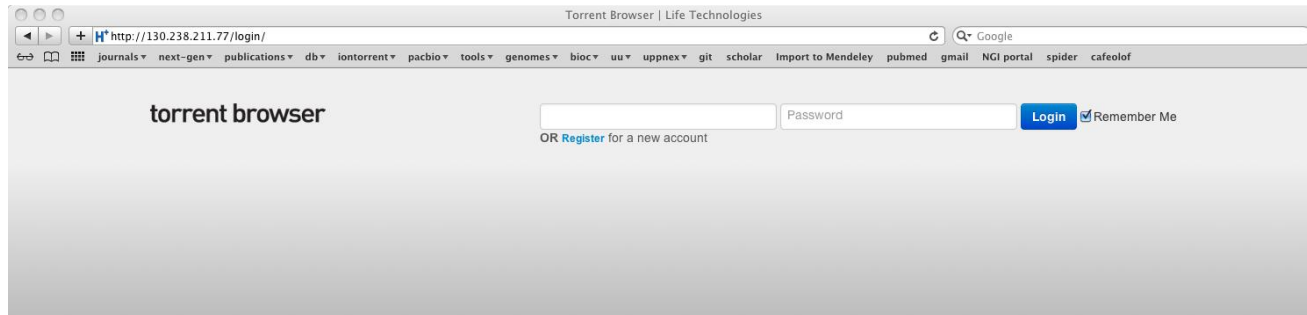 Torrent Browser | Life Technologies
H+ http://130.238.211.77/login/ Google
journals next-gen publications db iontorrent pacbio tools genomes bioc uu uppnex git scholar Import to Mendeley pubmed gmail NGI portal spider cafeolof
torrent browser Password Login Remember Me
OR Register for a new account